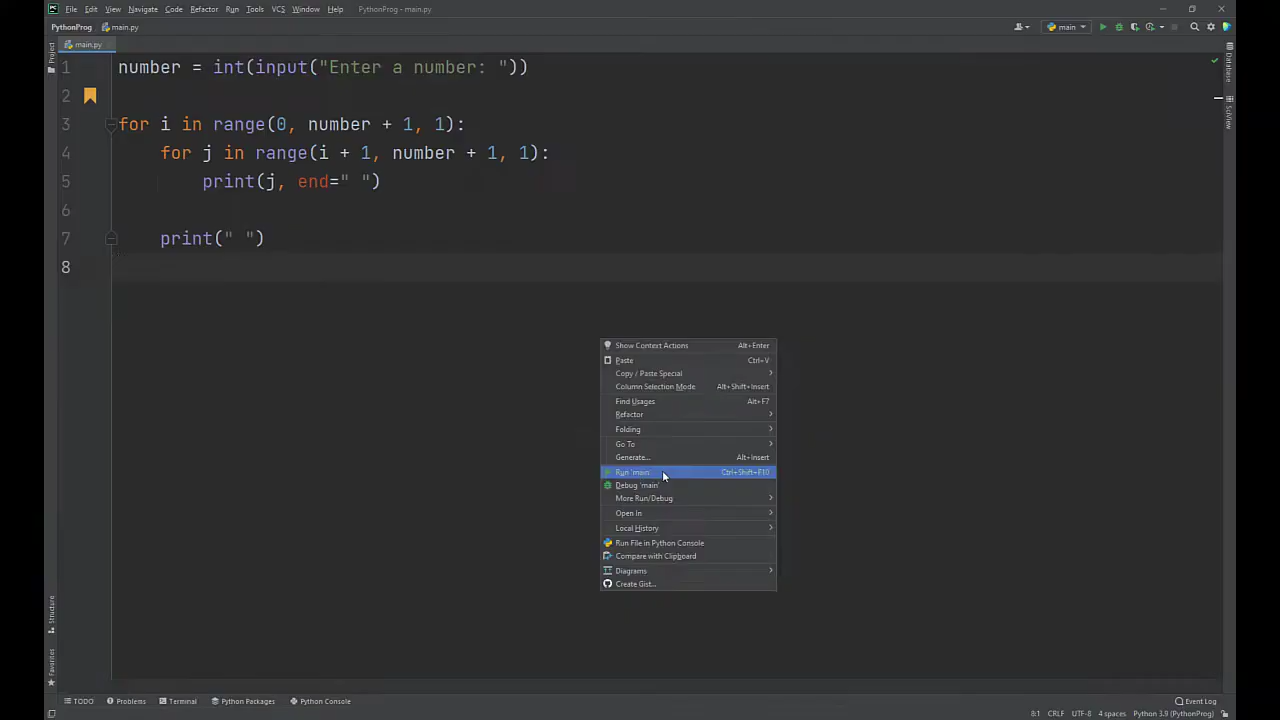 PC File Edit View Navigate Code Refactor Run Tools VCS Window Help PythonProg - main.py
PythonProg main.py main
main.py
Project
1 number = int(input("Enter a number: "))
2
3 for i in range(0, number + 1, 1):
4 for j in range(i + 1, number + 1, 1):
5 print(j, end=" ")
6
7 print(" ")
8
Database
SciView
Show Context Actions Alt+Enter
Paste Ctrl+V
Copy / Paste Special
Column Selection Mode Alt+Shift+Insert
Find Usages Alt+F7
Refactor
Folding
Go To
Generate... Alt+Insert
Run 'main' Ctrl+Shift+F10
Debug 'main'
More Run/Debug
Open In
Local History
Run File in Python Console
Compare with Clipboard
Diagrams
Create Gist...
Structure
Favorites
TODO Problems Terminal Python Packages Python Console Event Log
8:1 CRLF UTF-8 4 spaces Python 3.9 (PythonProg)